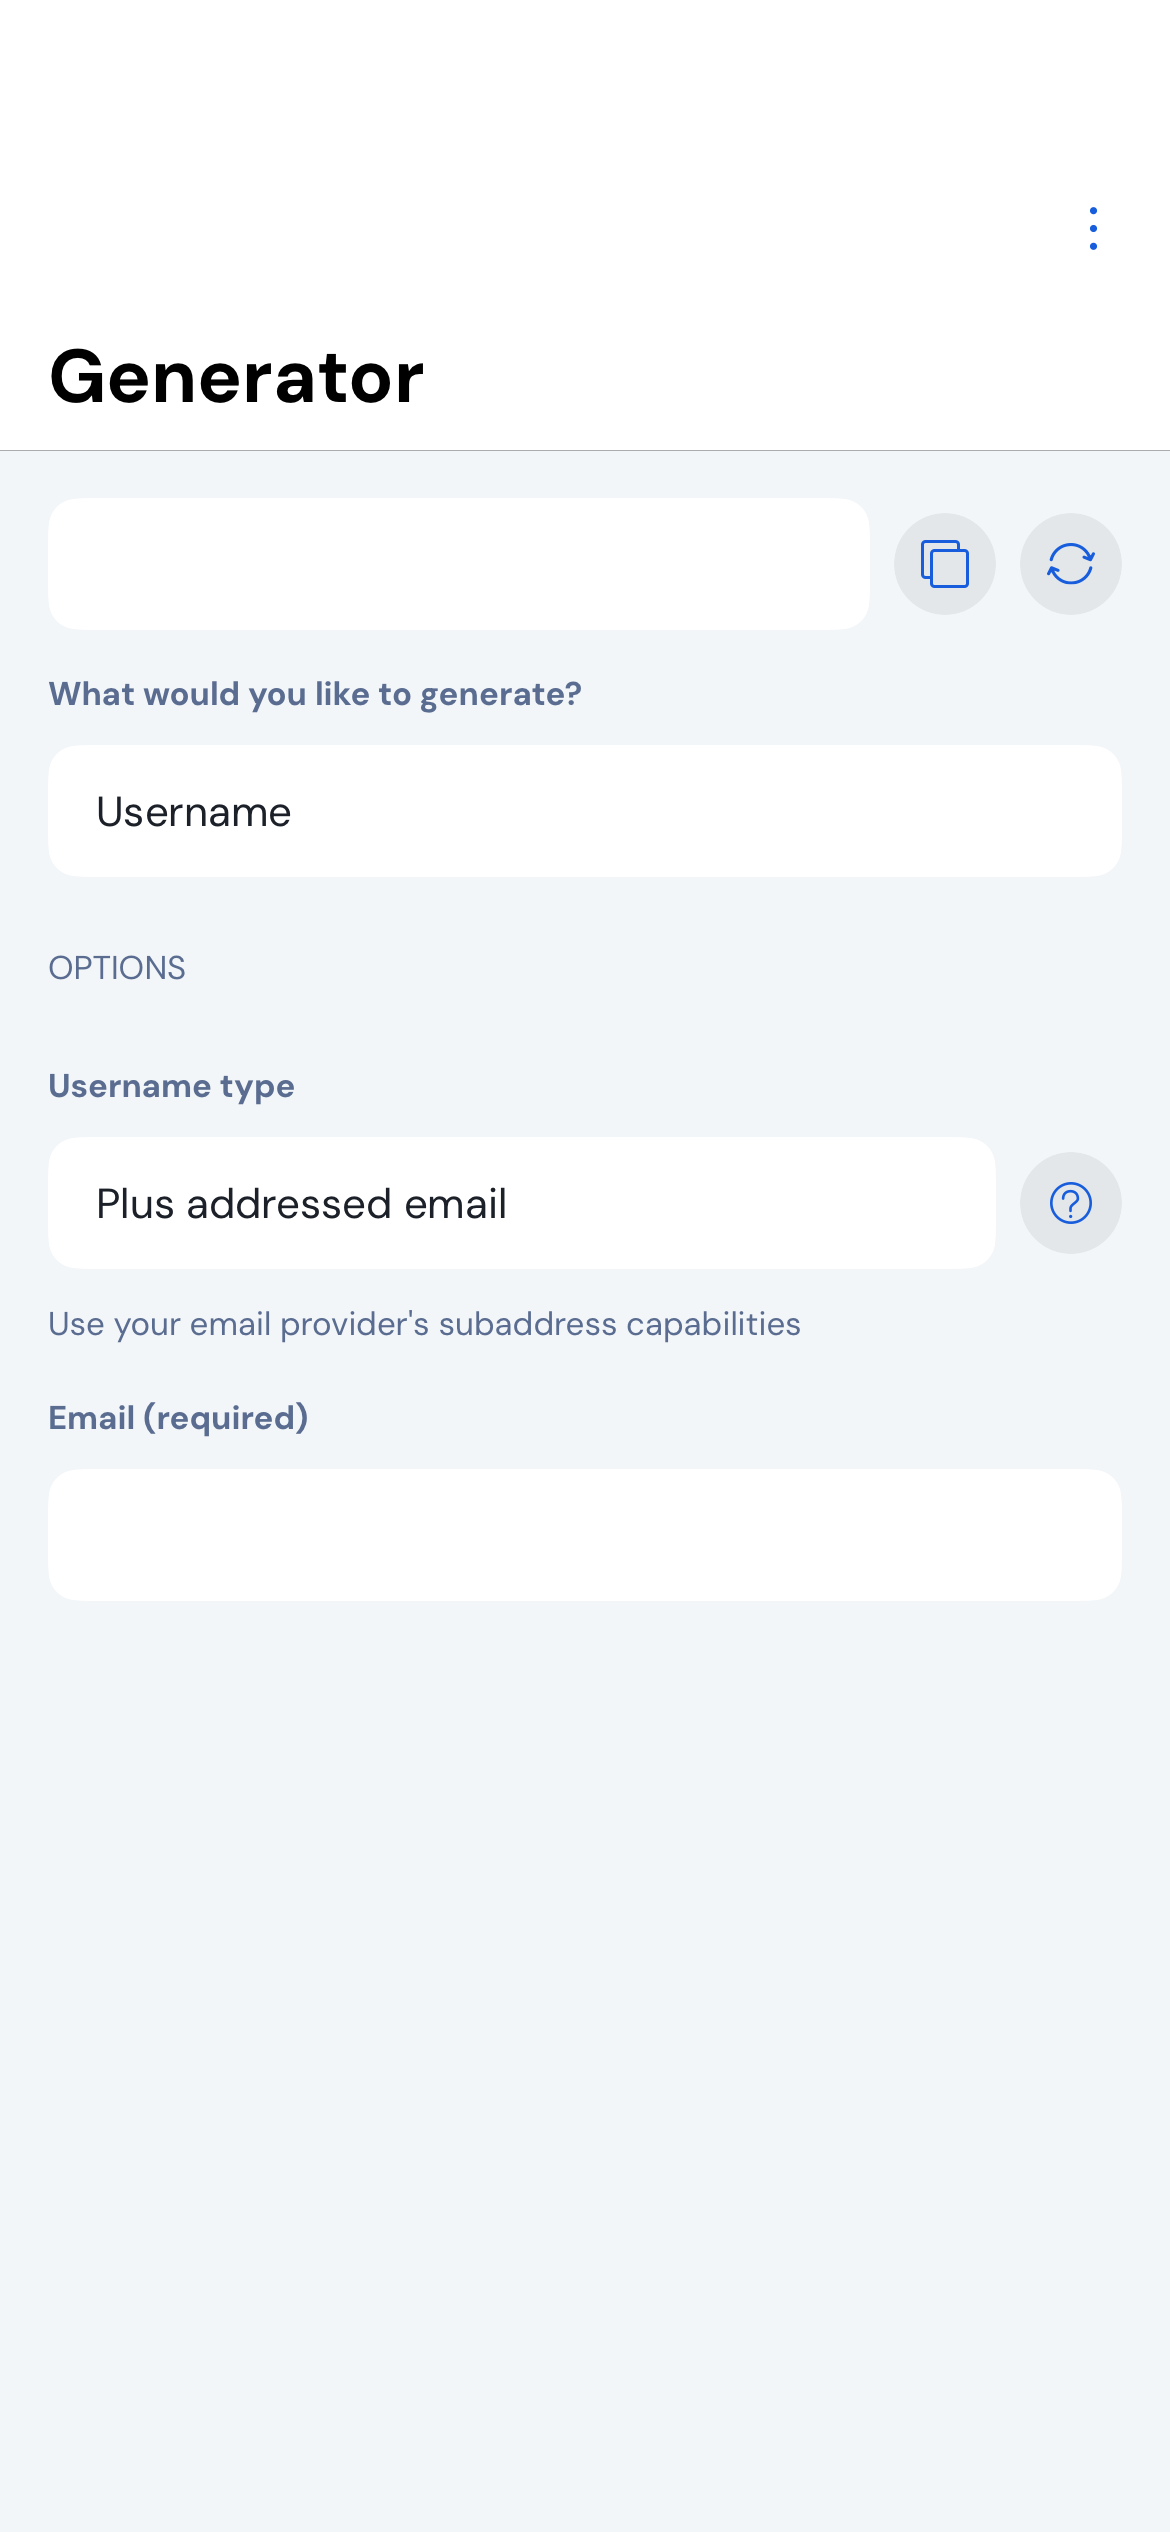 Generator
What would you like to generate?
Username
OPTIONS
Username type
Plus addressed email
Use your email provider's subaddress capabilities
Email (required)